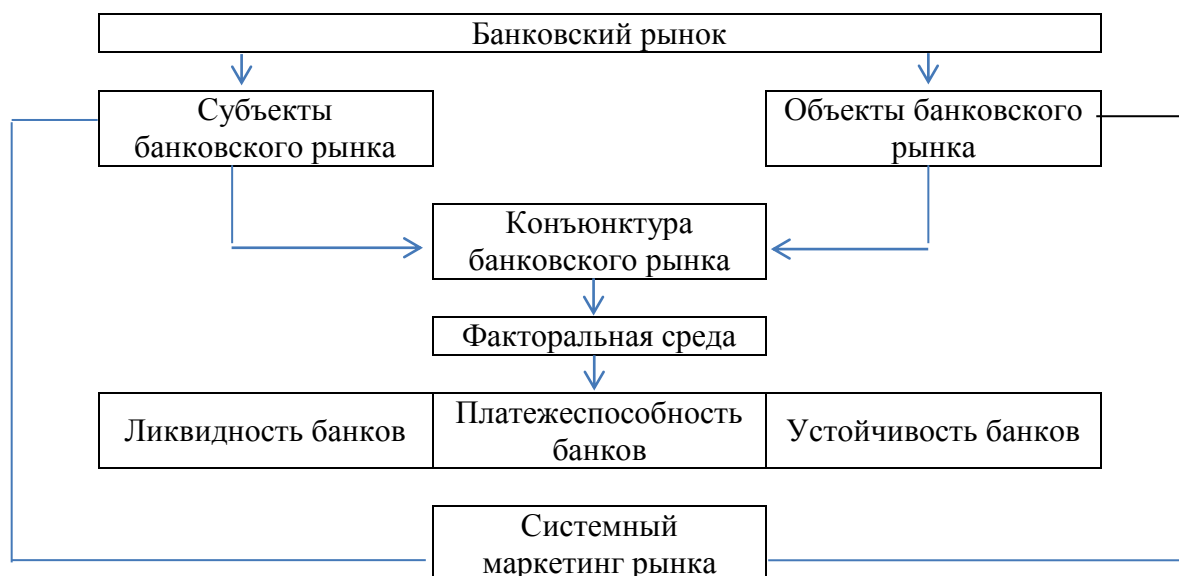 Банковский рынок
Субъекты
банковского рынка
Объекты банковского
рынка
Конъюнктура
банковского рынка
Факторальная среда
Ликвидность банков
Платежеспособность
банков
Устойчивость банков
Системный
маркетинг рынка